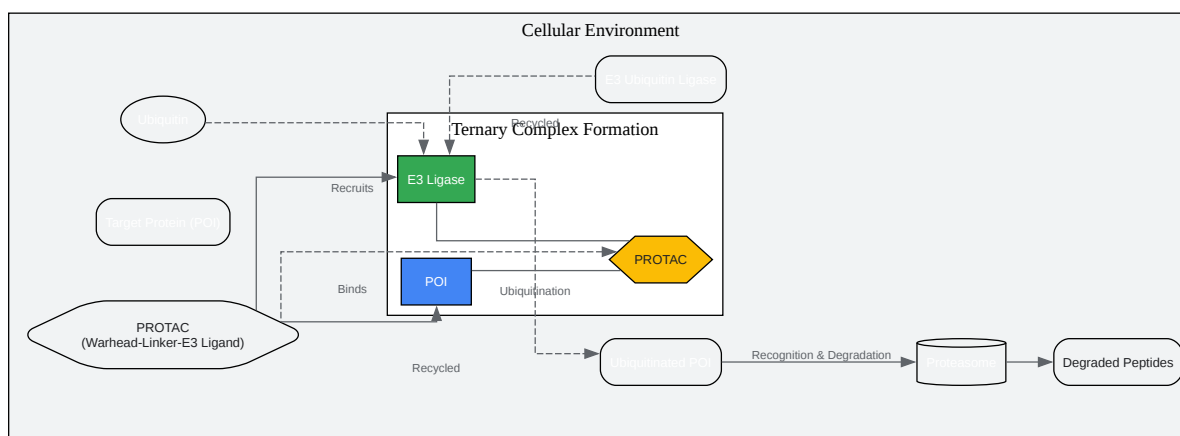 Cellular Environment
E3 Ubiquitin Ligase
Ubiquitin
Recycled
Ternary Complex Formation
E3 Ligase
Recruits
Target Protein (POI)
PROTAC
POI
Binds
Ubiquitination
PROTAC
(Warhead-Linker-E3 Ligand)
Recycled
Ubiquitinated POI
Recognition & Degradation
Proteasome
Degraded Peptides